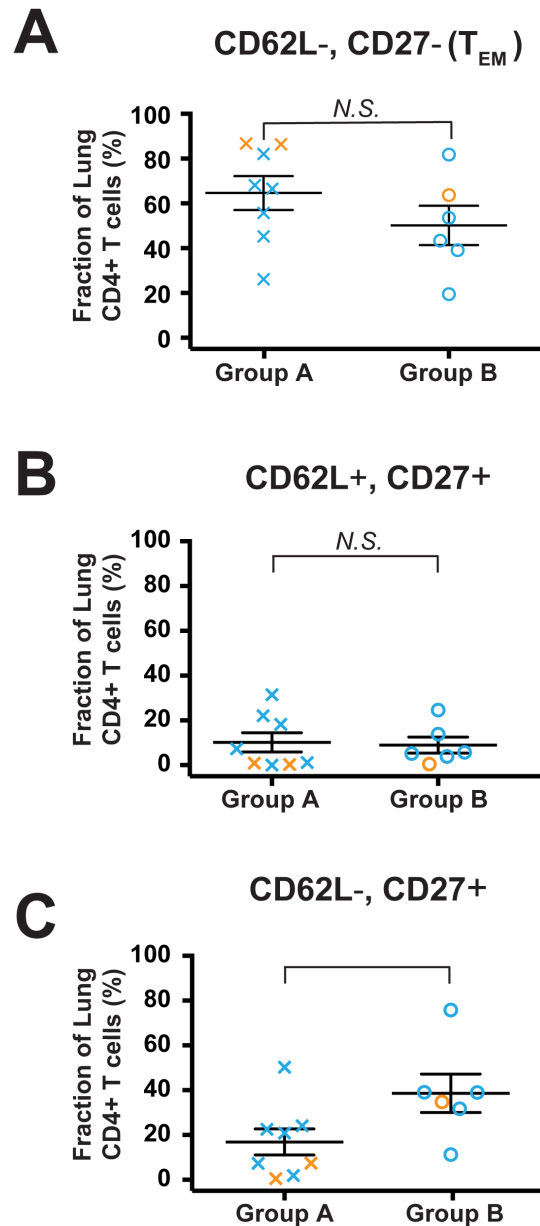 A
CD62L-, CD27- (TEM)
N.S.
Fraction of Lung
CD4+ T cells (%)
100
80
60
40
20
0
Group A
Group B
B
CD62L+, CD27+
N.S.
Fraction of Lung
CD4+ T cells (%)
100
80
60
40
20
0
Group A
Group B
C
CD62L-, CD27+
Fraction of Lung
CD4+ T cells (%)
100
80
60
40
20
0
Group A
Group B